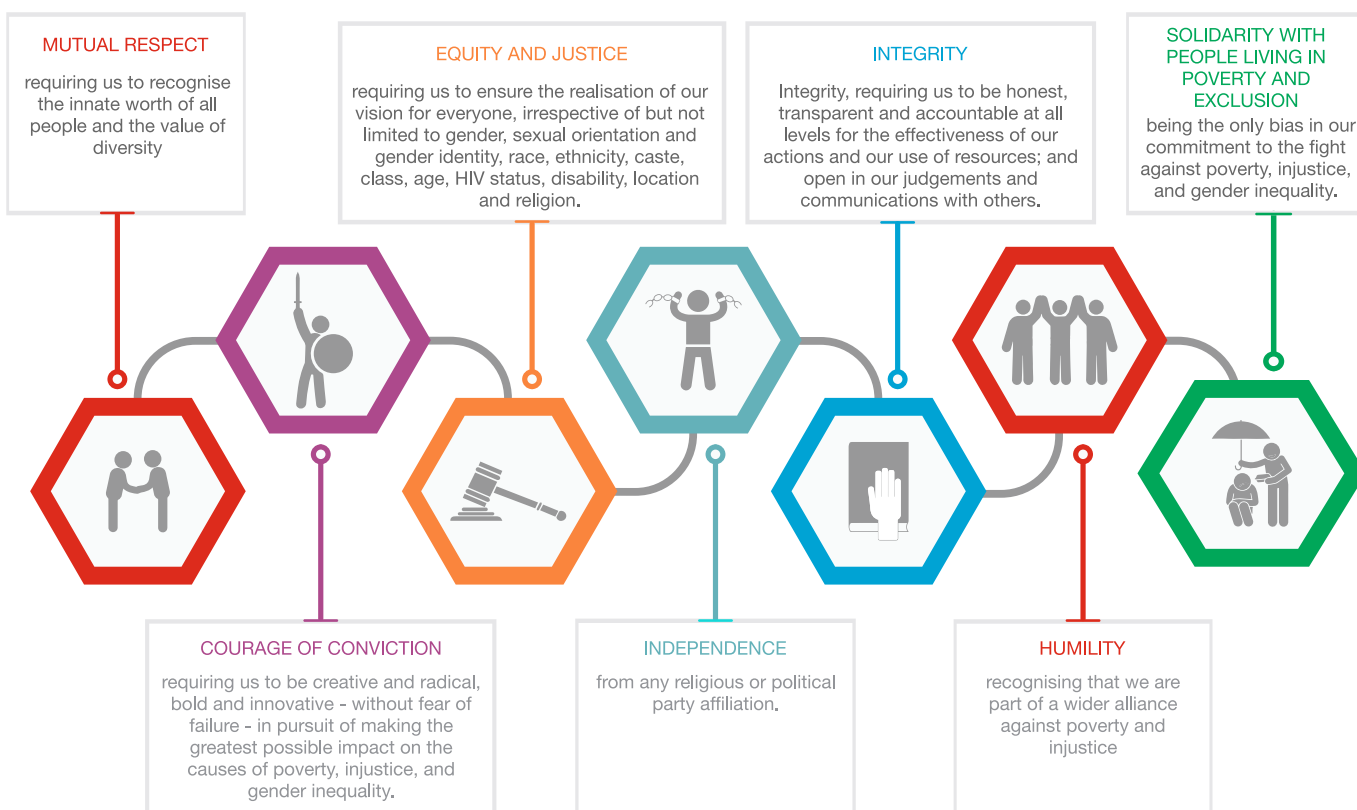 MUTUAL RESPECT
requiring us to recognise
the innate worth of all
people and the value of
diversity
EQUITY AND JUSTICE
requiring us to ensure the realisation of our
vision for everyone, irrespective of but not
limited to gender, sexual orientation and
gender identity, race, ethnicity, caste,
class, age, HIV status, disability, location
and religion.
INTEGRITY
Integrity, requiring us to be honest,
transparent and accountable at all
levels for the effectiveness of our
actions and our use of resources; and
open in our judgements and
communications with others.
SOLIDARITY WITH
PEOPLE LIVING IN
POVERTY AND
EXCLUSION
being the only bias in our
commitment to the fight
against poverty, injustice,
and gender inequality.
COURAGE OF CONVICTION
requiring us to be creative and radical,
bold and innovative - without fear of
failure - in pursuit of making the
greatest possible impact on the
causes of poverty, injustice, and
gender inequality.
INDEPENDENCE
from any religious or political
party affiliation.
HUMILITY
recognising that we are
part of a wider alliance
against poverty and
injustice